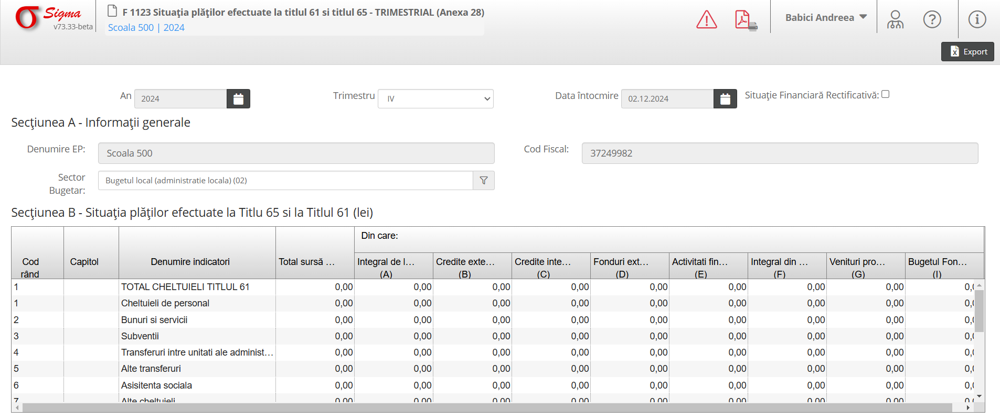 Sigma
v73.33-beta
F 1123 Situația plăților efectuate la titlul 61 si titlul 65 - TRIMESTRIAL (Anexa 28)
Scoala 500 | 2024
Babici Andreea
Export
An 2024
Trimestru IV
Data întocmire 02.12.2024
Situație Financiară Rectificativă:
Secțiunea A - Informații generale
Denumire EP: Scoala 500
Cod Fiscal: 37249982
Sector Bugetar: Bugetul local (administratie locala) (02)
Secțiunea B - Situația plăților efectuate la Titlu 65 si la Titlul 61 (lei)
Din care:
Cod rând Capitol Denumire indicatori Total sursă ... Integral de l... (A) Credite exte... (B) Credite inte... (C) Fonduri ext... (D) Activitati fin... (E) Integral din ... (F) Venituri pro... (G) Bugetul Fon... (I)
1 TOTAL CHELTUIELI TITLUL 61 0,00 0,00 0,00 0,00 0,00 0,00 0,00 0,00 0,0
1 Cheltuieli de personal 0,00 0,00 0,00 0,00 0,00 0,00 0,00 0,00 0,0
2 Bunuri si servicii 0,00 0,00 0,00 0,00 0,00 0,00 0,00 0,00 0,0
3 Subventii 0,00 0,00 0,00 0,00 0,00 0,00 0,00 0,00 0,0
4 Transferuri intre unitati ale administ... 0,00 0,00 0,00 0,00 0,00 0,00 0,00 0,00 0,0
5 Alte transferuri 0,00 0,00 0,00 0,00 0,00 0,00 0,00 0,00 0,0
6 Asisitenta sociala 0,00 0,00 0,00 0,00 0,00 0,00 0,00 0,00 0,0
7 Alte cheltuieli 0,00 0,00 0,00 0,00 0,00 0,00 0,00 0,00 0,0